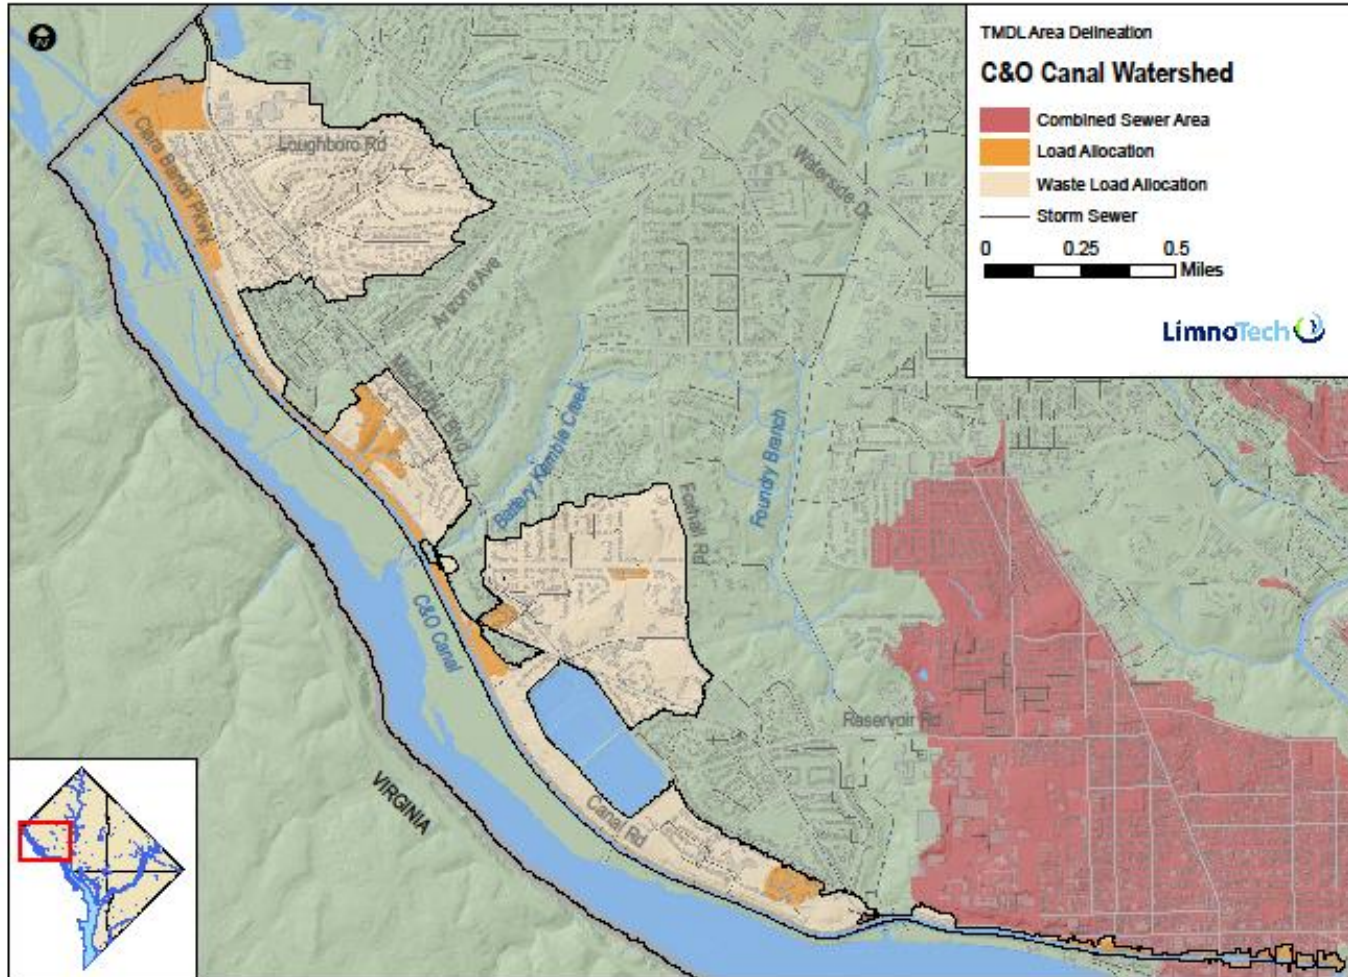 N
TMDL Area Delineation
C&O Canal Watershed
Combined Sewer Area
Load Allocation
Waste Load Allocation
Storm Sewer
0 0.25 0.5
Miles
LimnoTech
Loughboro Rd
Clara Barton Pkwy
Waterside Dr
Arizona Ave
MacArthur Blvd
Battery Kemble Creek
Foundry Branch
Foxhall Rd
C&O Canal
Reservoir Rd
Canal Rd
VIRGINIA